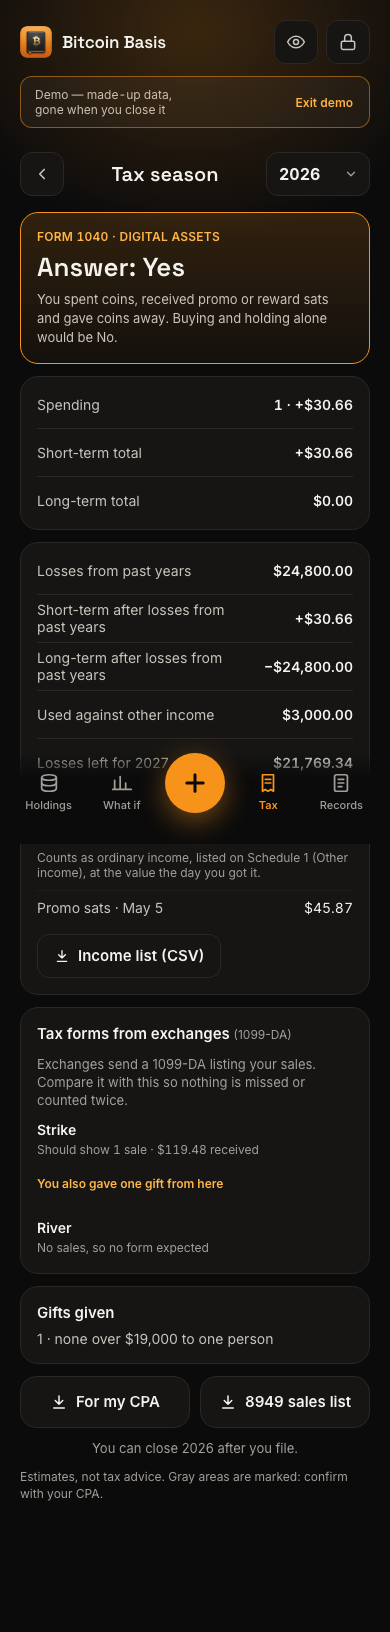 Bitcoin Basis
Demo — made-up data,
gone when you close it
Exit demo
Tax season
2026
FORM 1040 · DIGITAL ASSETS
Answer: Yes
You spent coins, received promo or reward sats
and gave coins away. Buying and holding alone
would be No.
Spending 1 · +$30.66
Short-term total +$30.66
Long-term total $0.00
Losses from past years $24,800.00
Short-term after losses from
past years +$30.66
Long-term after losses from
past years −$24,800.00
Used against other income $3,000.00
Losses left for 2027 $21,769.34
Holdings What if Tax Records
Counts as ordinary income, listed on Schedule 1 (Other
income), at the value the day you got it.
Promo sats · May 5 $45.87
Income list (CSV)
Tax forms from exchanges (1099-DA)
Exchanges send a 1099-DA listing your sales.
Compare it with this so nothing is missed or
counted twice.
Strike
Should show 1 sale · $119.48 received
You also gave one gift from here
River
No sales, so no form expected
Gifts given
1 · none over $19,000 to one person
For my CPA 8949 sales list
You can close 2026 after you file.
Estimates, not tax advice. Gray areas are marked: confirm
with your CPA.